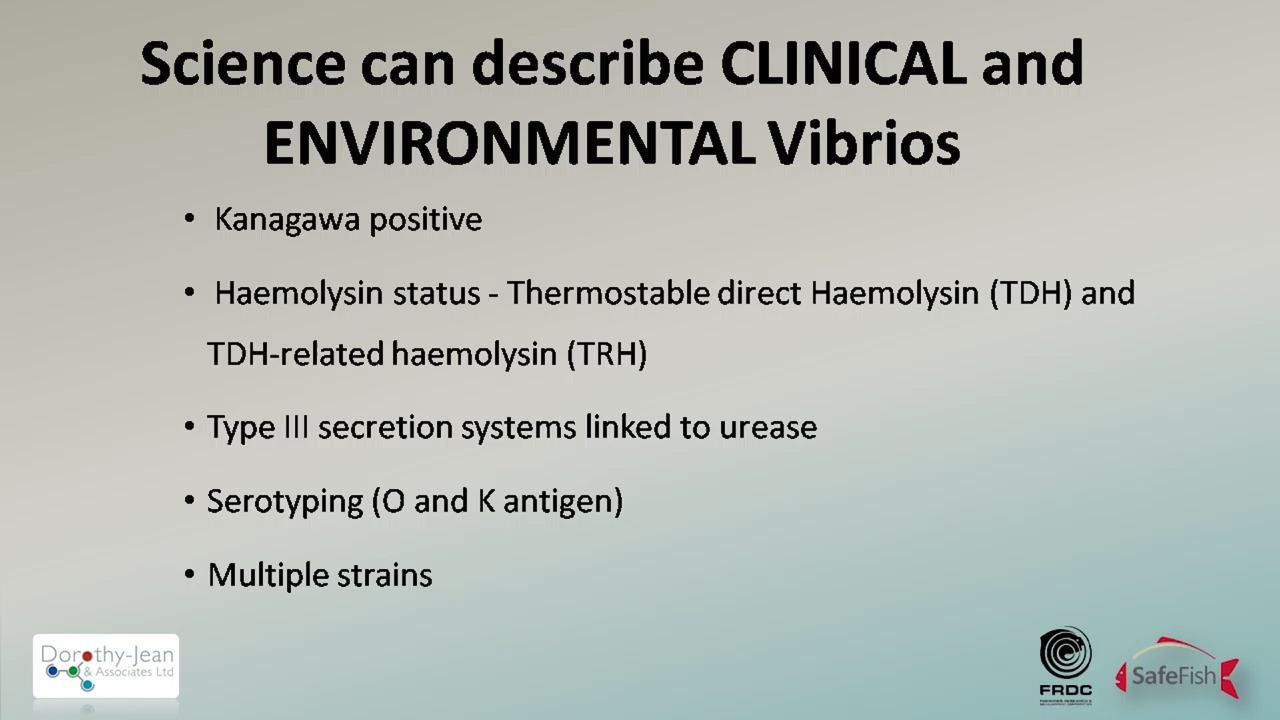 Science can describe CLINICAL and
ENVIRONMENTAL Vibrios
• Kanagawa positive
• Haemolysin status - Thermostable direct Haemolysin (TDH) and
TDH-related haemolysin (TRH)
• Type III secretion systems linked to urease
• Serotyping (O and K antigen)
• Multiple strains
Dorothy-Jean
& Associates Ltd
FRDC
SafeFish